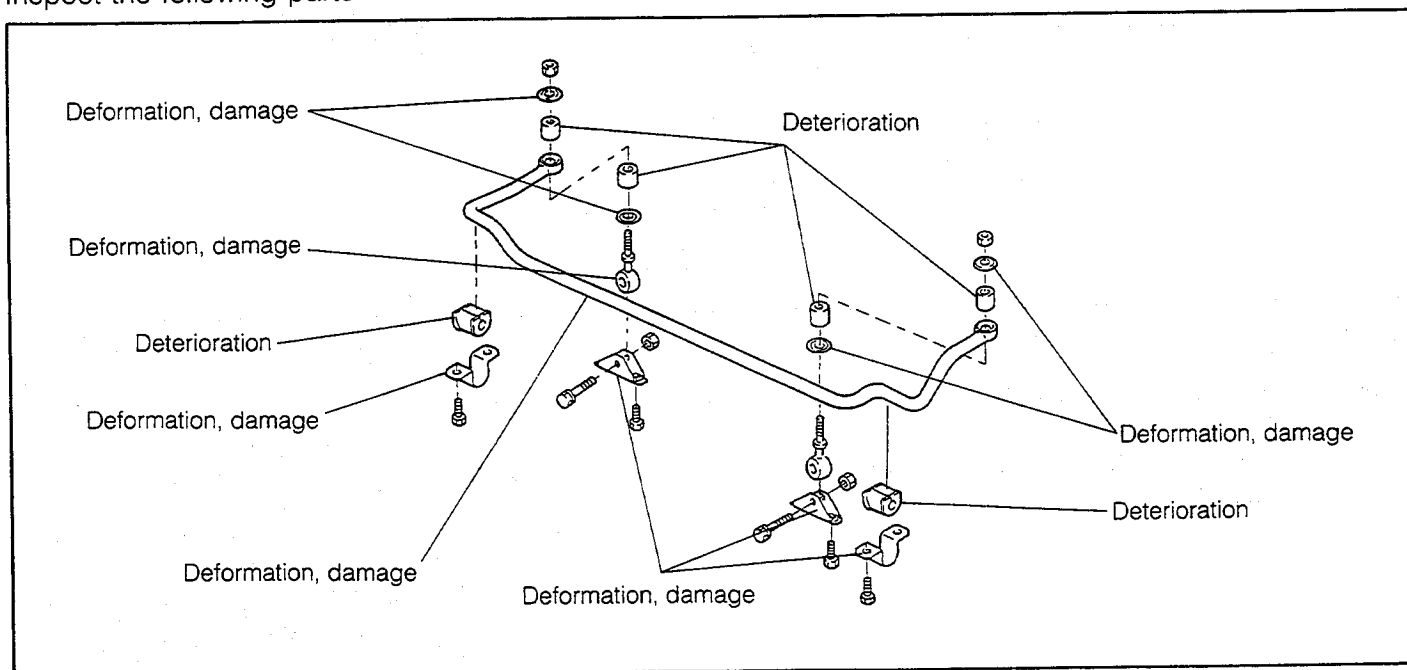 Inspect the following parts
Deformation, damage
Deterioration
Deformation, damage
Deterioration
Deformation, damage
Deformation, damage
Deterioration
Deformation, damage
Deformation, damage